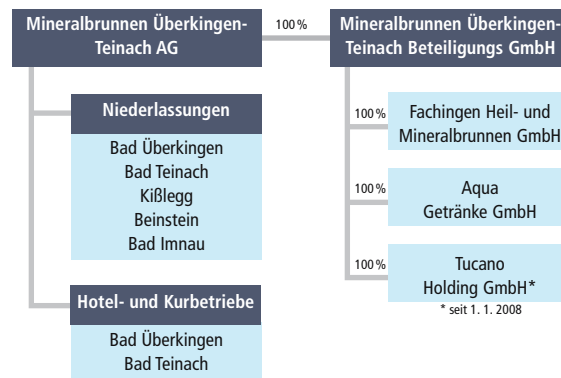 Mineralbrunnen Überkingen-
Teinach AG
100%
Mineralbrunnen Überkingen-
Teinach Beteiligungs GmbH
Niederlassungen
Bad Überkingen
Bad Teinach
Kißlegg
Beinstein
Bad Imnau
Hotel- und Kurbetriebe
Bad Überkingen
Bad Teinach
100%
Fachingen Heil- und
Mineralbrunnen GmbH
100%
Aqua
Getränke GmbH
100%
Tucano
Holding GmbH*
* seit 1. 1. 2008